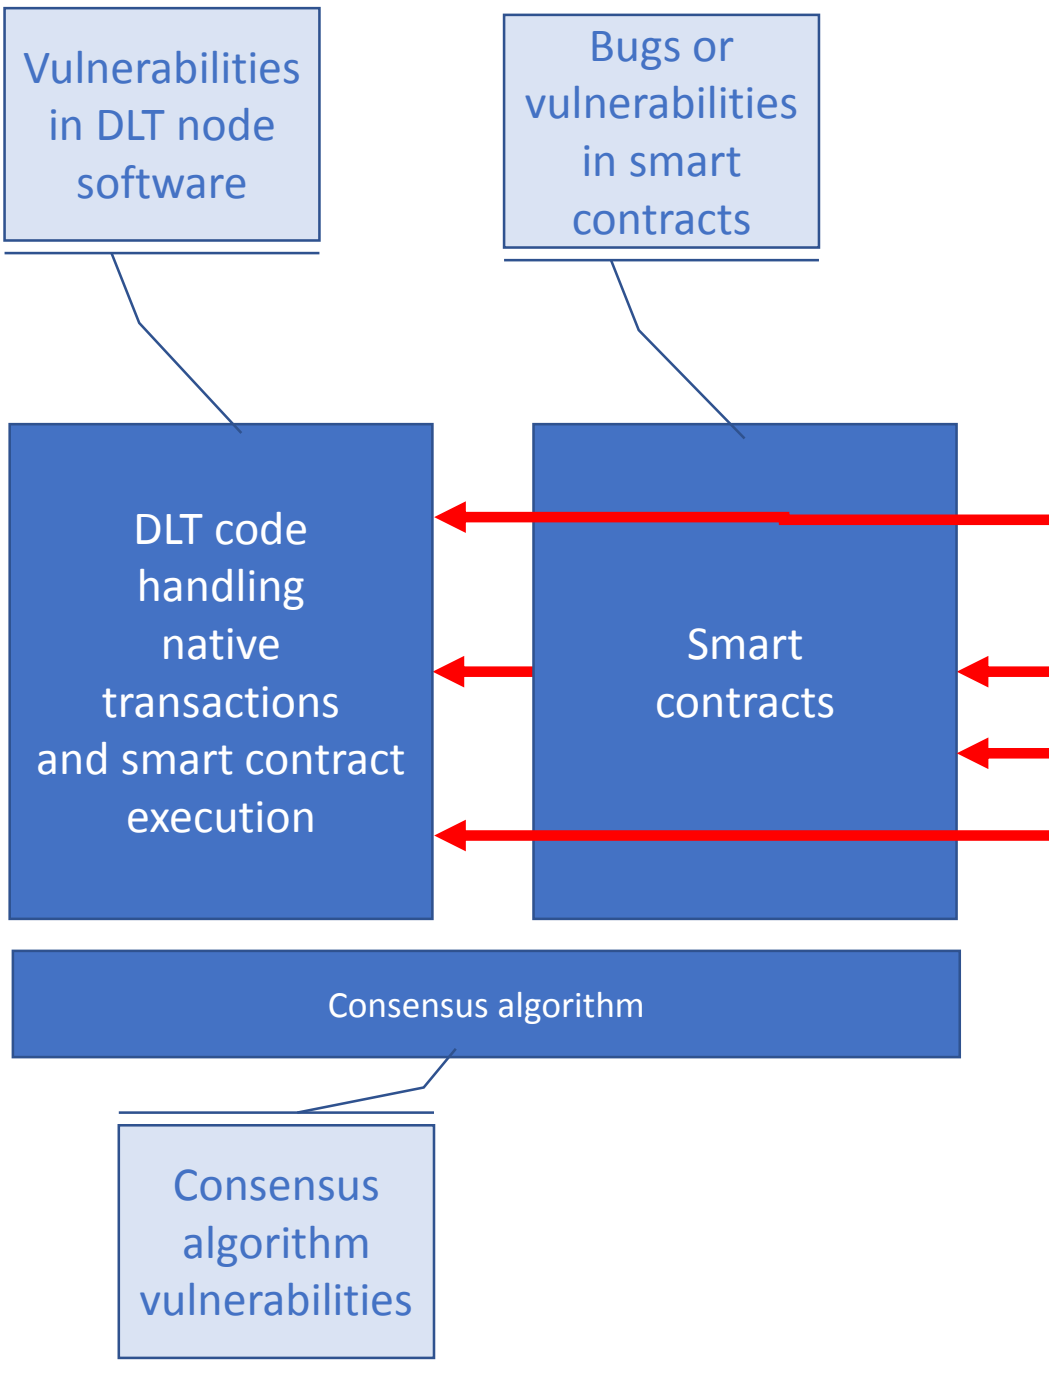 Vulnerabilities
in DLT node
software
Bugs or
vulnerabilities
in smart
contracts
DLT code
handling
native
transactions
and smart contract
execution
Smart
contracts
Consensus algorithm
Consensus
algorithm
vulnerabilities